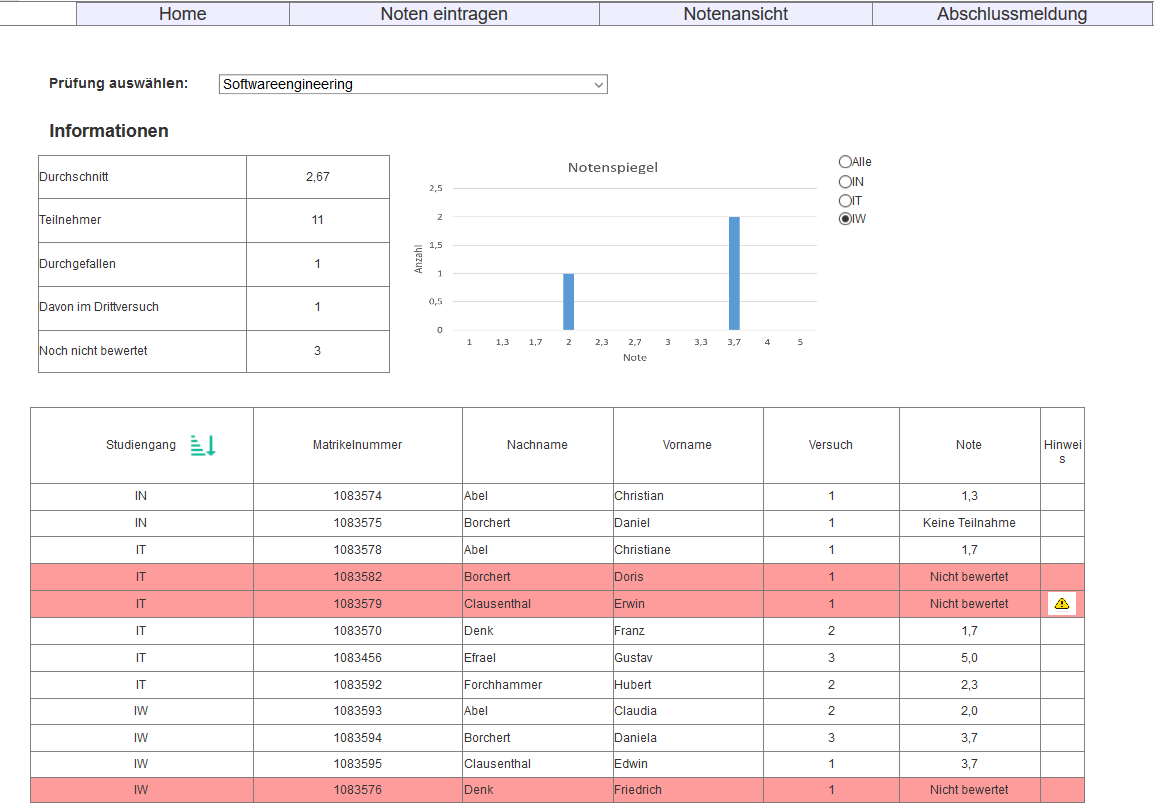 Home Noten eintragen Notenansicht Abschlussmeldung
Prüfung auswählen: Softwareengineering
Informationen
Durchschnitt 2,67
Teilnehmer 11
Durchgefallen 1
Davon im Drittversuch 1
Noch nicht bewertet 3
Notenspiegel
2,5
2
1,5
1
0,5
0
Anzahl
1 1,3 1,7 2 2,3 2,7 3 3,3 3,7 4 5
Note
Alle
IN
IT
IW
Studiengang Matrikelnummer Nachname Vorname Versuch Note Hinwei
s
IN 1083574 Abel Christian 1 1,3
IN 1083575 Borchert Daniel 1 Keine Teilnahme
IT 1083578 Abel Christiane 1 1,7
IT 1083582 Borchert Doris 1 Nicht bewertet
IT 1083579 Clausenthal Erwin 1 Nicht bewertet
IT 1083570 Denk Franz 2 1,7
IT 1083456 Efrael Gustav 3 5,0
IT 1083592 Forchhammer Hubert 2 2,3
IW 1083593 Abel Claudia 2 2,0
IW 1083594 Borchert Daniela 3 3,7
IW 1083595 Clausenthal Edwin 1 3,7
IW 1083576 Denk Friedrich 1 Nicht bewertet